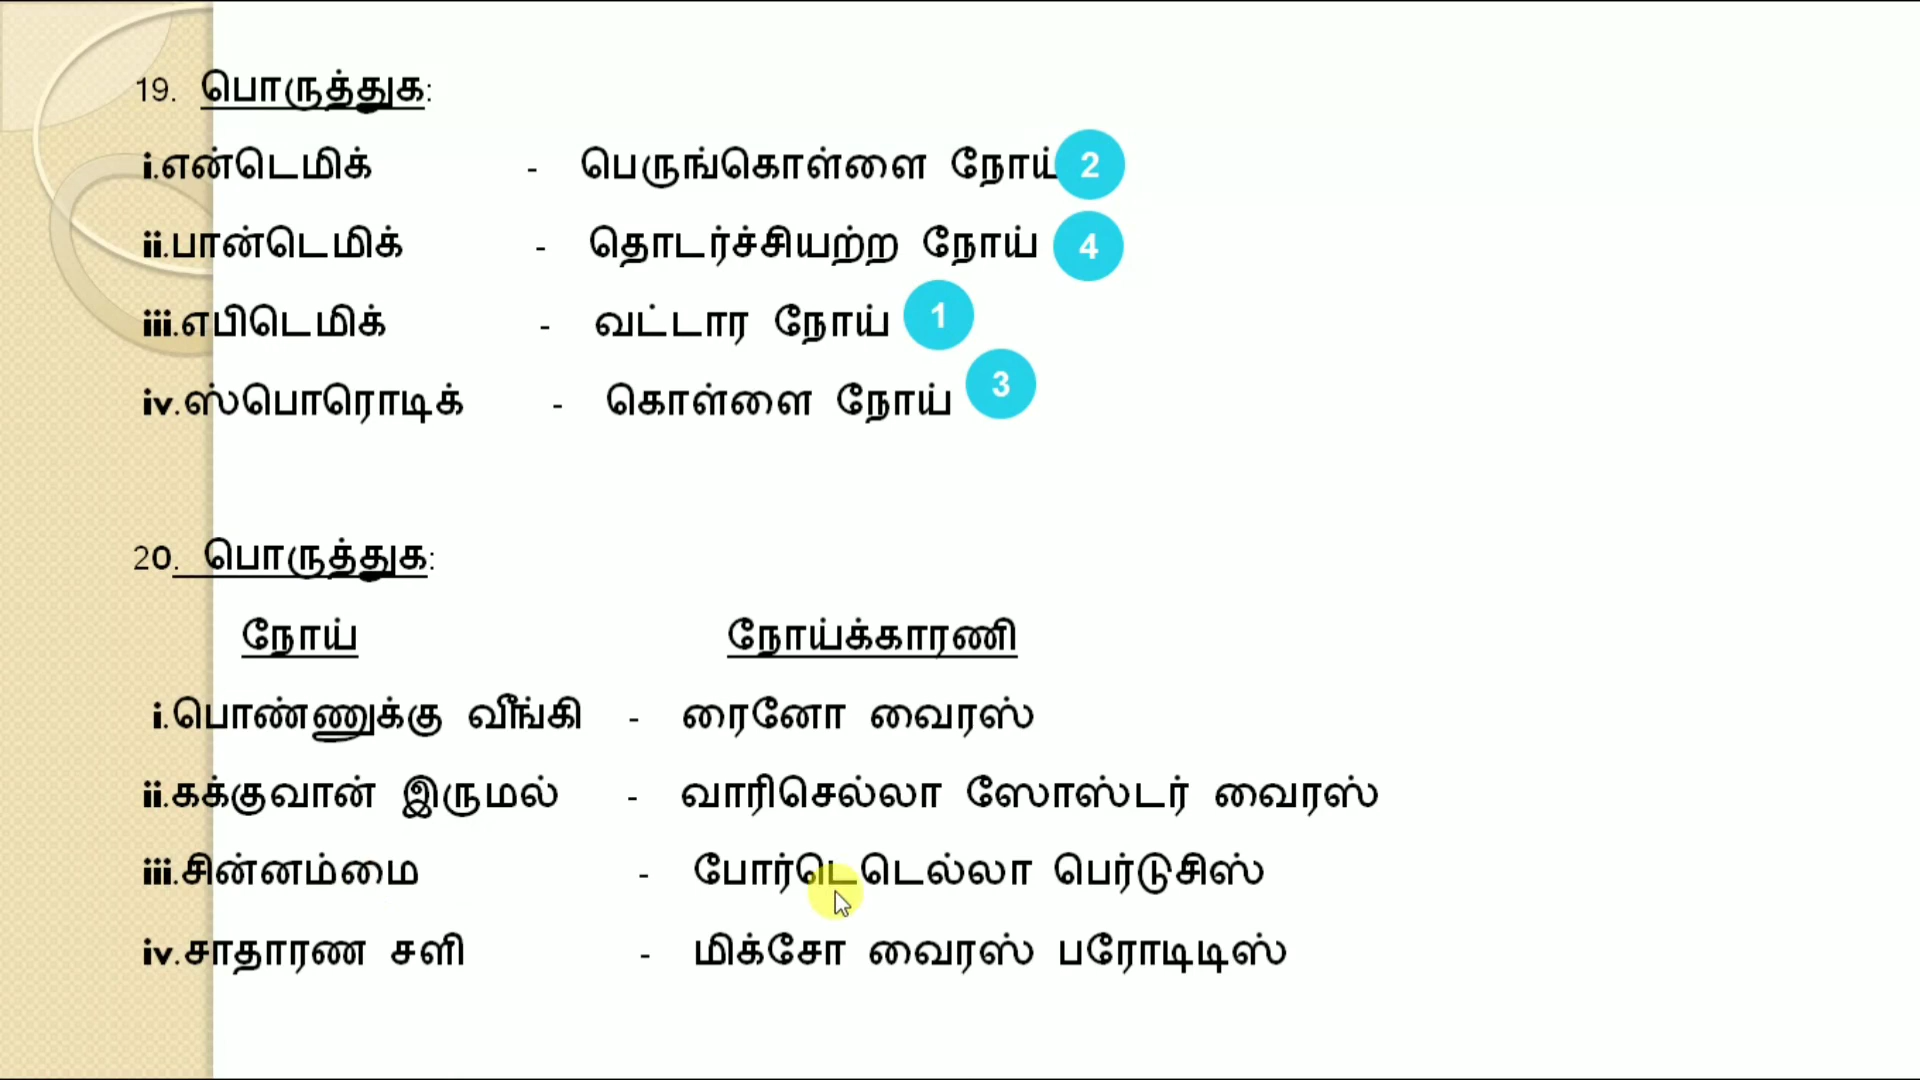 19. பொருத்துக:
i.என்டெமிக் - பெருங்கொள்ளை நோய் 2
ii.பான்டெமிக் - தொடர்ச்சியற்ற நோய் 4
iii.எபிடெமிக் - வட்டார நோய் 1
iv.ஸ்பொரொடிக் - கொள்ளை நோய் 3
20. பொருத்துக:
நோய் நோய்க்காரணி
i.பொண்ணுக்கு வீங்கி - ரைனோ வைரஸ்
ii.கக்குவான் இருமல் - வாரிசெல்லா ஸோஸ்டர் வைரஸ்
iii.சின்னம்மை - போர்டெடெல்லா பெர்டுசிஸ்
iv.சாதாரண சளி - மிக்சோ வைரஸ் பரோடிடிஸ்